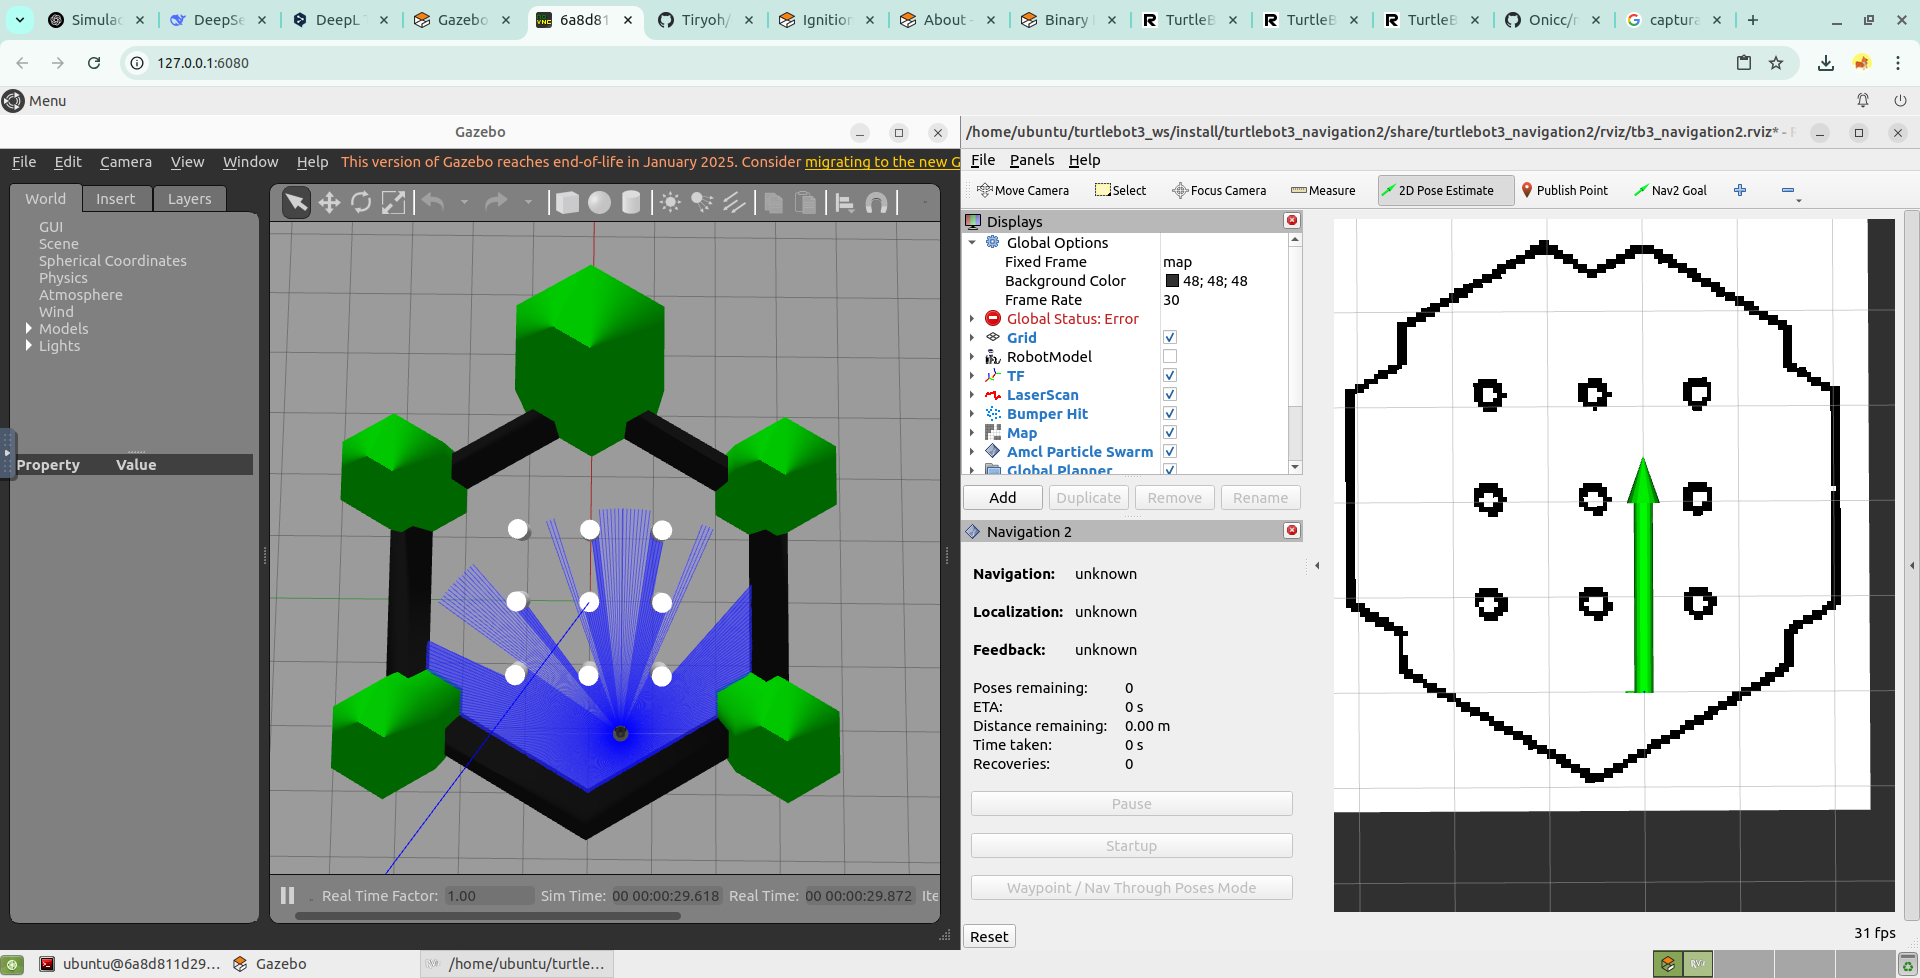 Simulac
DeepSe
DeepL T
Gazebo
6a8d81
Tiryoh/
Ignition
About -
Binary
TurtleB
TurtleB
TurtleB
Onicc/r
captura
127.0.0.1:6080
Menu
Gazebo
File Edit Camera View Window Help This version of Gazebo reaches end-of-life in January 2025. Consider migrating to the new G
World Insert Layers
GUI
Scene
Spherical Coordinates
Physics
Atmosphere
Wind
Models
Lights
Property Value
Real Time Factor: 1.00 Sim Time: 00 00:00:29.618 Real Time: 00 00:00:29.872 Ite
/home/ubuntu/turtlebot3_ws/install/turtlebot3_navigation2/share/turtlebot3_navigation2/rviz/tb3_navigation2.rviz* -
File Panels Help
Move Camera Select Focus Camera Measure 2D Pose Estimate Publish Point Nav2 Goal
Displays
Global Options
Fixed Frame map
Background Color 48; 48; 48
Frame Rate 30
Global Status: Error
Grid
RobotModel
TF
LaserScan
Bumper Hit
Map
Amcl Particle Swarm
Global Planner
Add Duplicate Remove Rename
Navigation 2
Navigation: unknown
Localization: unknown
Feedback: unknown
Poses remaining: 0
ETA: 0 s
Distance remaining: 0.00 m
Time taken: 0 s
Recoveries: 0
Pause
Startup
Waypoint / Nav Through Poses Mode
Reset
31 fps
ubuntu@6a8d811d29...
Gazebo
/home/ubuntu/turtle...